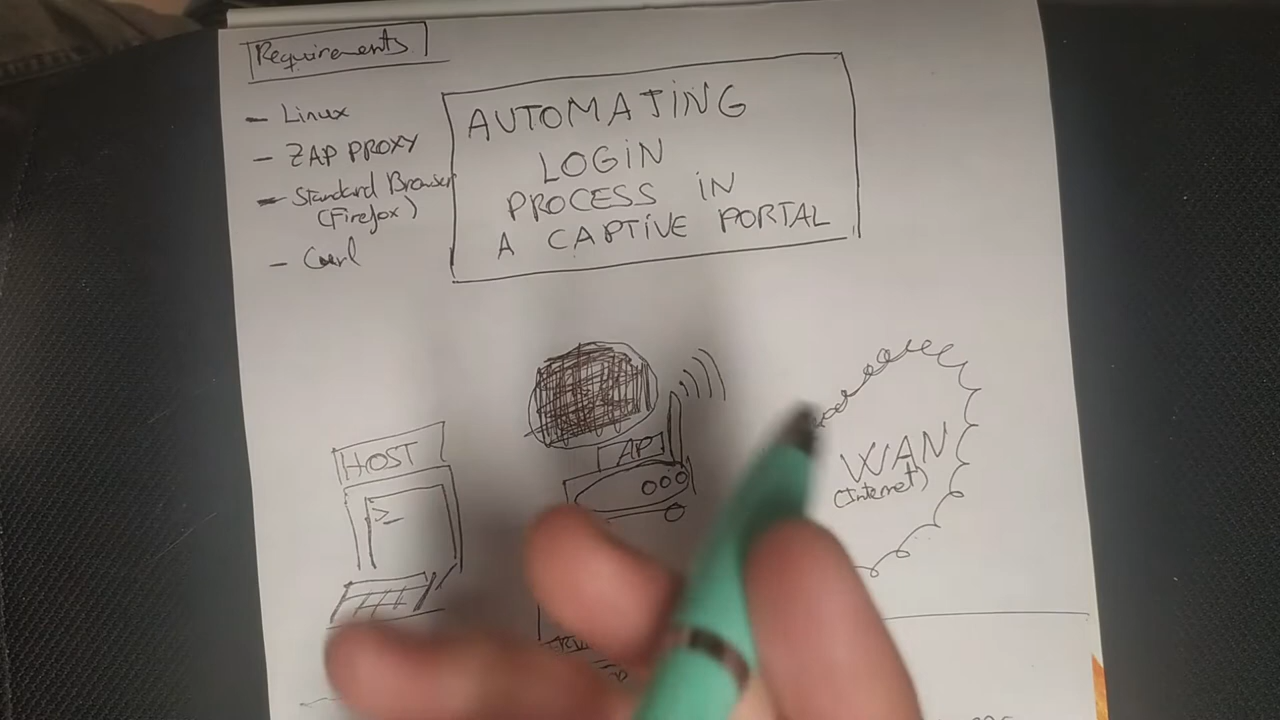 Requirements
- Linux
- ZAP PROXY
- Standard Browser
(Firefox)
- Curl
AUTOMATING
LOGIN
PROCESS IN
A CAPTIVE PORTAL
HOST
>_
AP
WAN
(Internet)